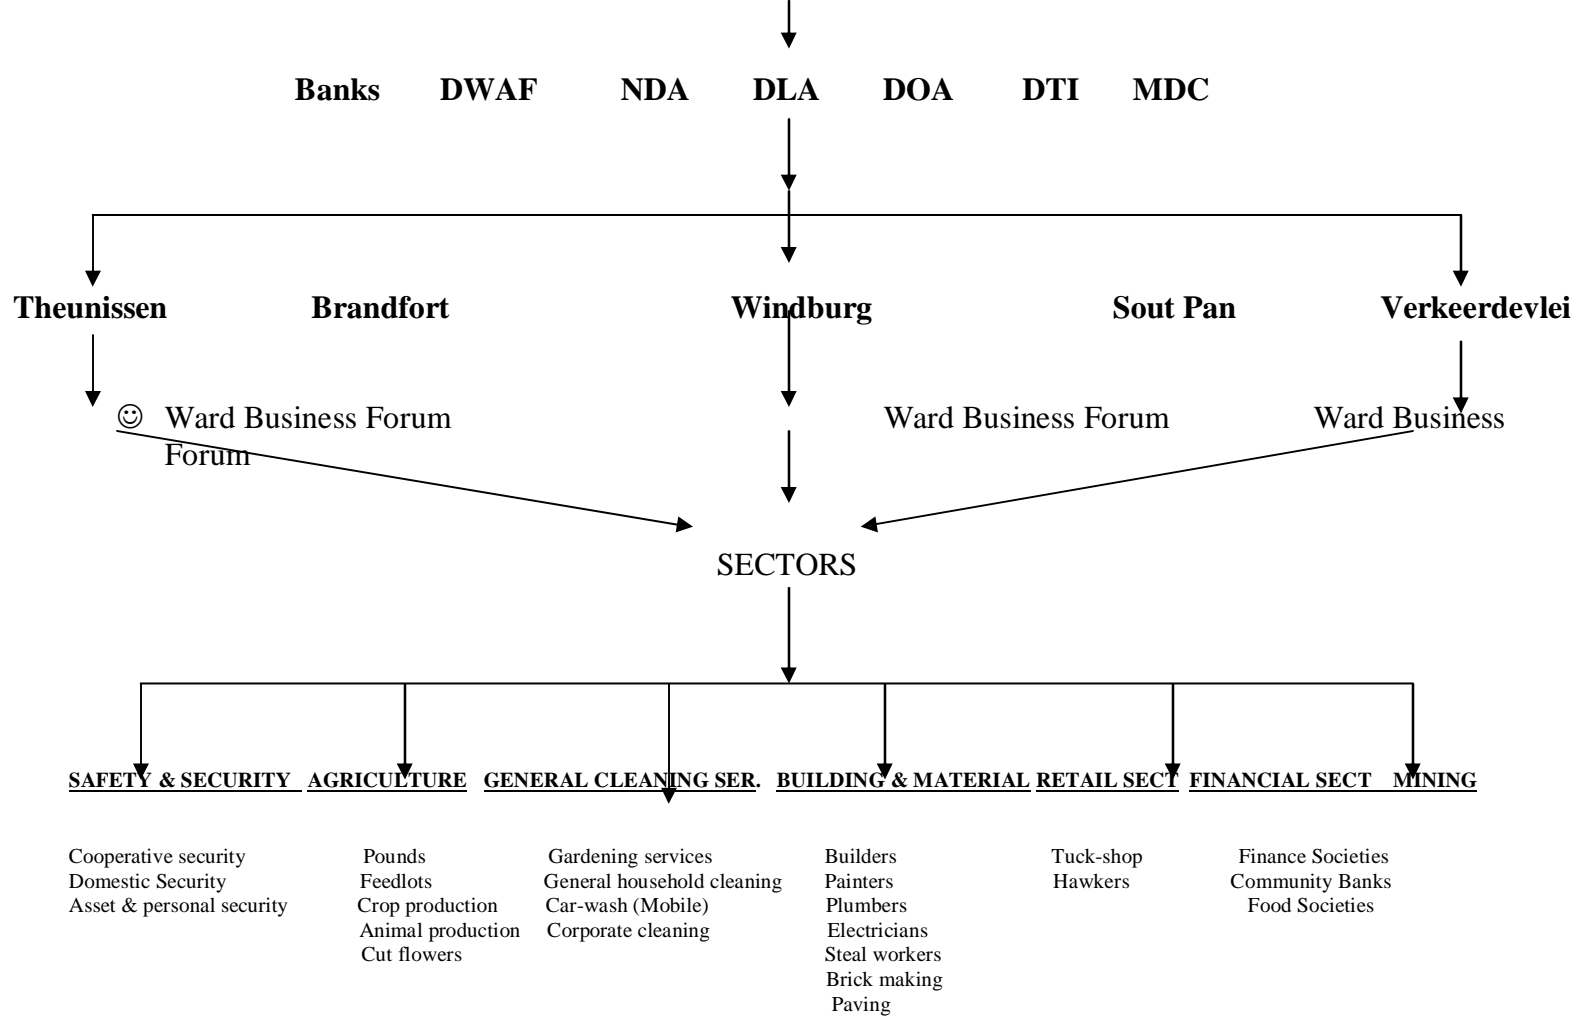 Banks DWAF NDA DLA DOA DTI MDC
Theunissen Brandfort Windburg Sout Pan Verkeerdevlei
☺ Ward Business Forum Ward Business Forum Ward Business
Forum
SECTORS
SAFETY & SECURITY AGRICULTURE GENERAL CLEANING SER. BUILDING & MATERIAL RETAIL SECT FINANCIAL SECT MINING
Cooperative security Pounds Gardening services Builders Tuck-shop Finance Societies
Domestic Security Feedlots General household cleaning Painters Hawkers Community Banks
Asset & personal security Crop production Car-wash (Mobile) Plumbers Food Societies
Animal production Corporate cleaning Electricians
Cut flowers Steal workers
Brick making
Paving